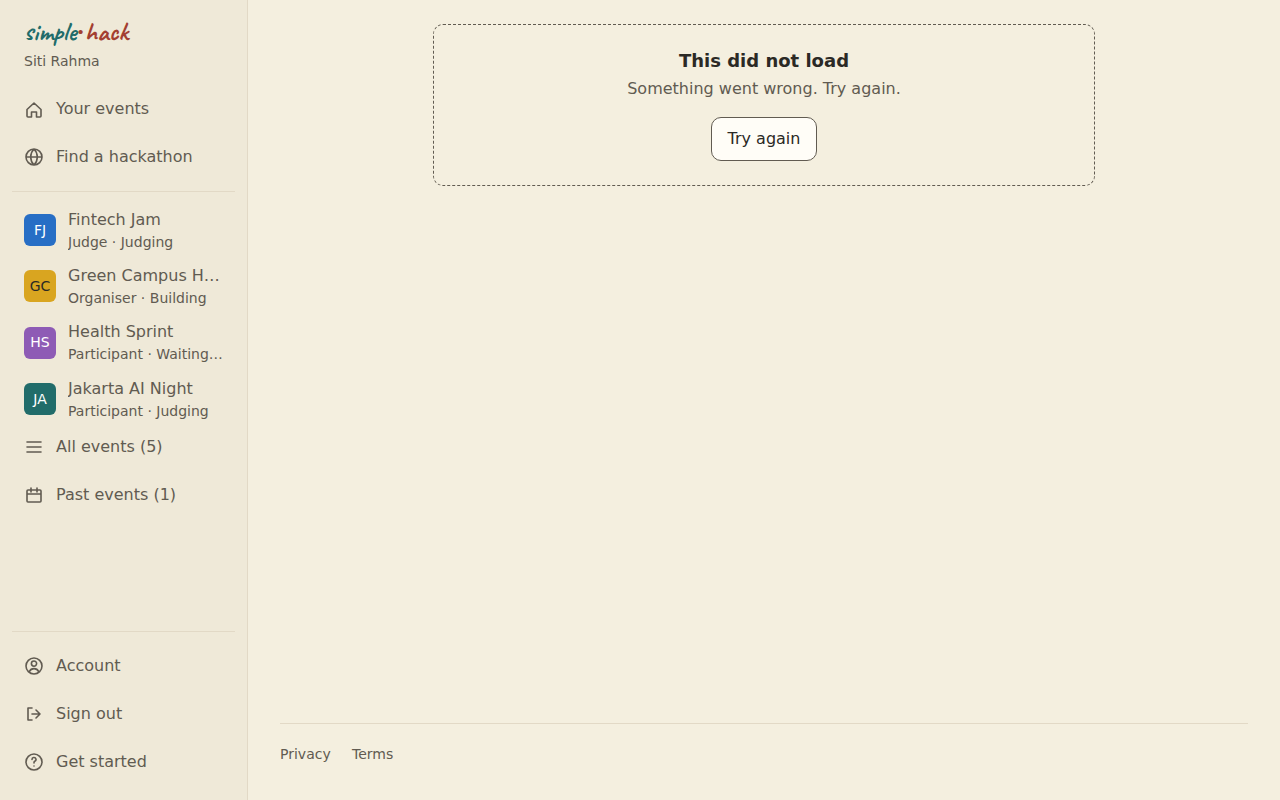 simple·hack
Siti Rahma
Your events
Find a hackathon
FJ
Fintech Jam
Judge · Judging
GC
Green Campus H...
Organiser · Building
HS
Health Sprint
Participant · Waiting...
JA
Jakarta AI Night
Participant · Judging
All events (5)
Past events (1)
Account
Sign out
Get started
This did not load
Something went wrong. Try again.
Try again
Privacy
Terms